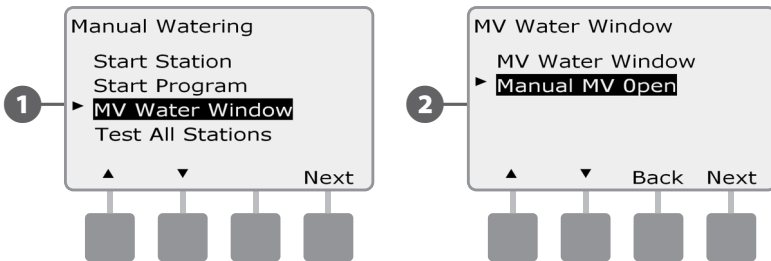 1
Manual Watering
Start Station
Start Program
► MV Water Window
Test All Stations
▲ ▼ Next
2
MV Water Window
MV Water Window
► Manual MV 0pen
▲ ▼ Back Next